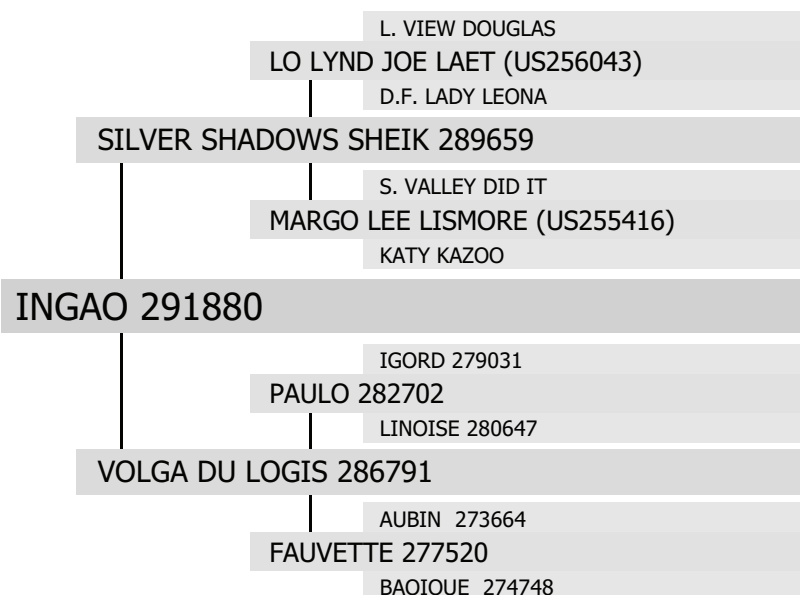 L. VIEW DOUGLAS
LO LYND JOE LAET (US256043)
D.F. LADY LEONA
SILVER SHADOWS SHEIK 289659
S. VALLEY DID IT
MARGO LEE LISMORE (US255416)
KATY KAZOO
INGAO 291880
IGORD 279031
PAULO 282702
LINOISE 280647
VOLGA DU LOGIS 286791
AUBIN  273664
FAUVETTE 277520
BAOIOUE  274748